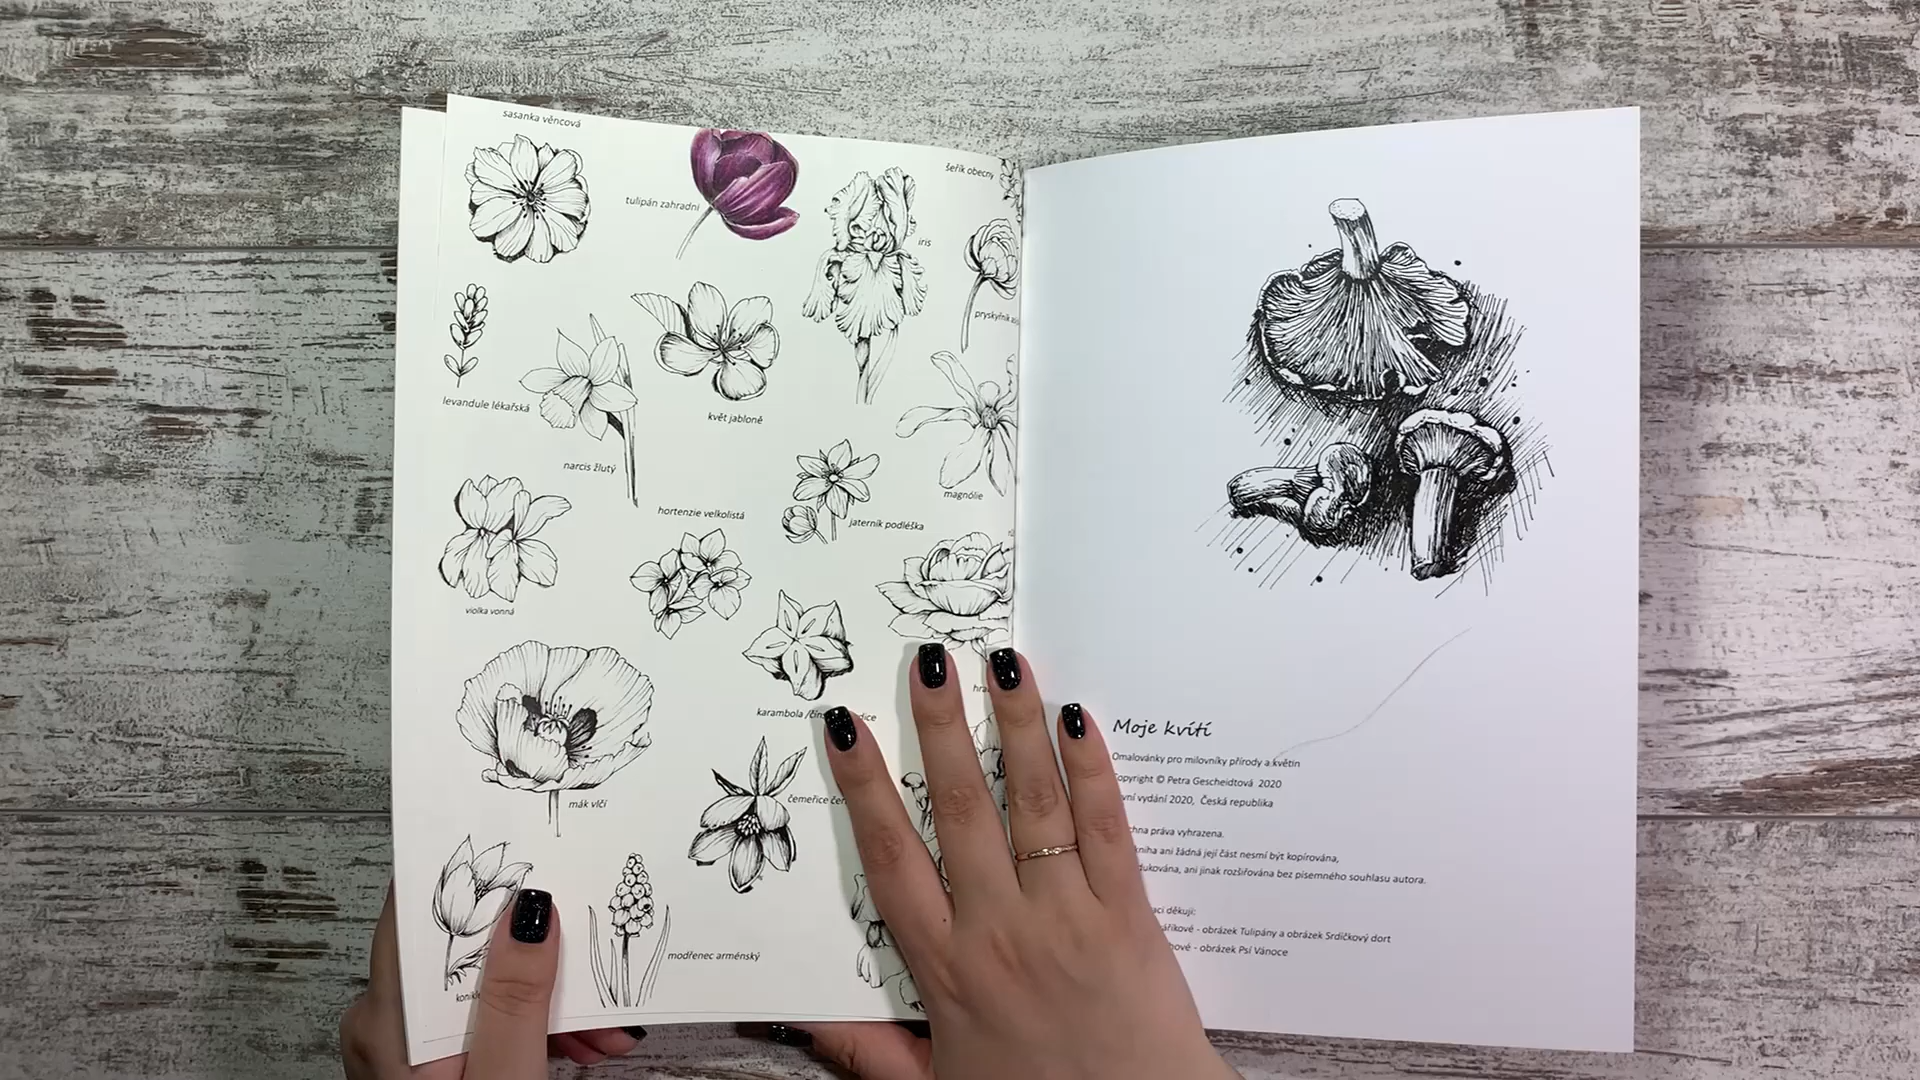 sasanka věncová
tulipán zahradní
iris
šeřík obecný
pryskyřník
levandule lékařská
narcis žlutý
květ jabloně
magnólie
jaterník podléška
hortenzie velkolistá
violka vonná
karambola
mák vlčí
čemeřice
modřenec arménský
Moje kvítí
Omalovánky pro milovníky přírody a květin
Copyright © Petra Gescheidtová 2020
vydání 2020, Česká republika
práva vyhrazena.
kniha ani žádná její část nesmí být kopírována,
ani jinak rozšiřována bez písemného souhlasu autora.
děkuji:
- obrázek Tulipány a obrázek Srdíčkový dort
- obrázek Psí Vánoce